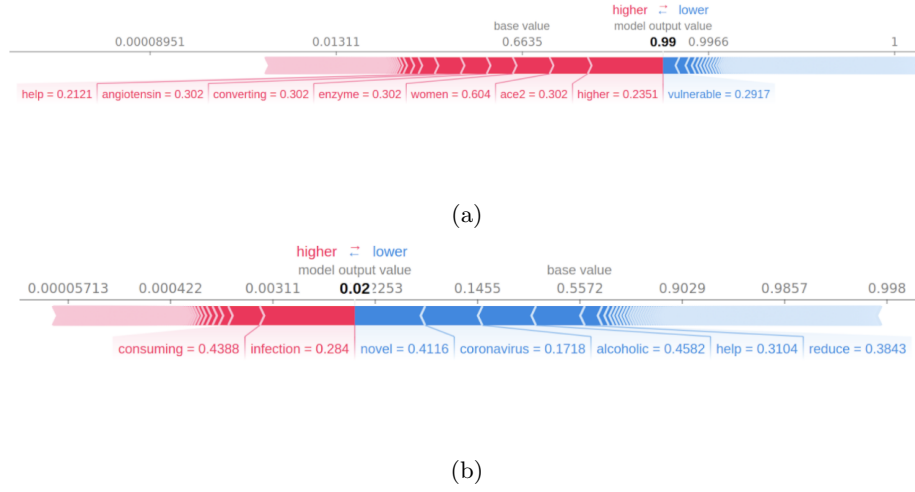 higher → ← lower
base value model output value
0.00008951 0.01311 0.6635 0.99 0.9966 1
help = 0.2121 angiotensin = 0.302 converting = 0.302 enzyme = 0.302 women = 0.604 ace2 = 0.302 higher = 0.2351 vulnerable = 0.2917
(a)
higher → ← lower
model output value base value
0.00005713 0.000422 0.00311 0.02 2253 0.1455 0.5572 0.9029 0.9857 0.998
consuming = 0.4388 infection = 0.284 novel = 0.4116 coronavirus = 0.1718 alcoholic = 0.4582 help = 0.3104 reduce = 0.3843
(b)